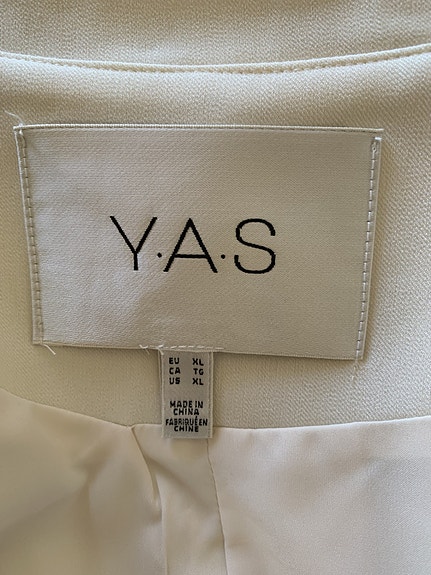 Y.A.S
EU XL
CA TG
US XL
MADE IN
CHINA
FABRIQUÉ EN
CHINE